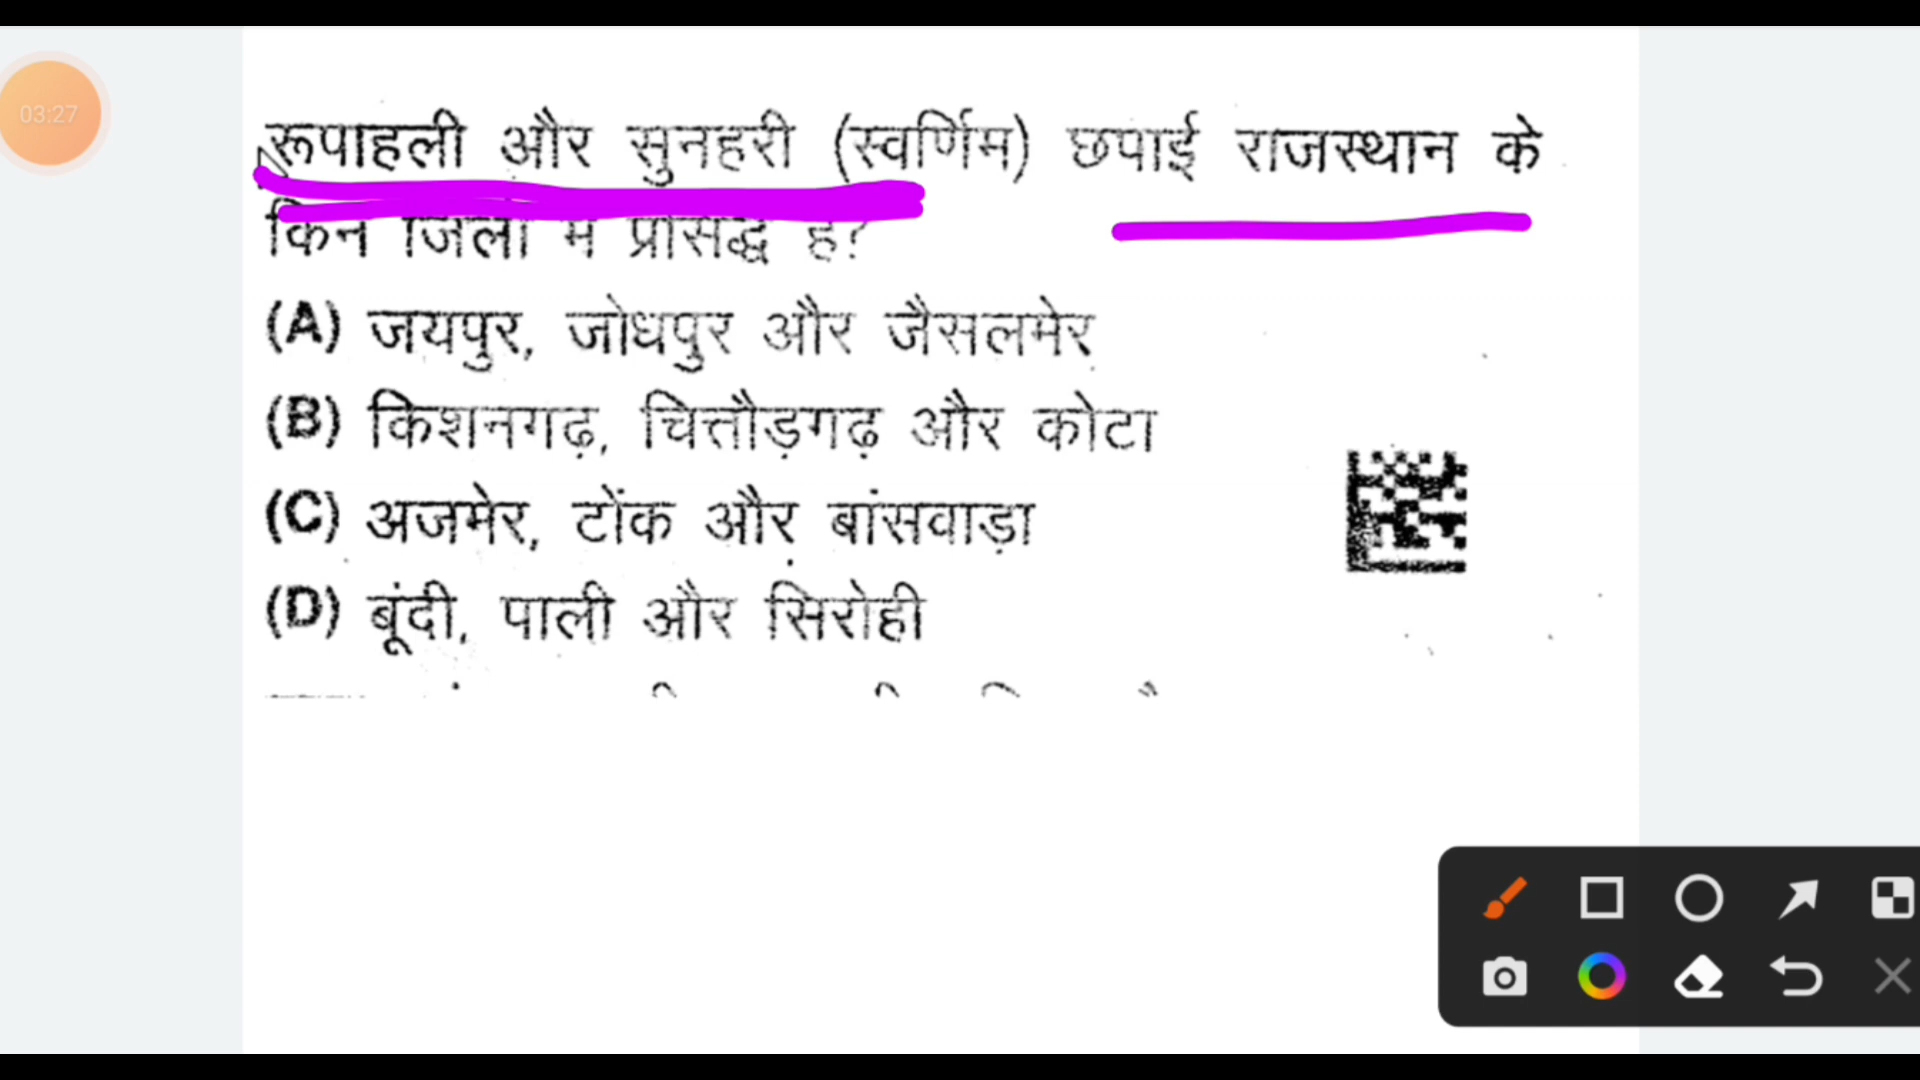 03:27
रूपाहली और सुनहरी (स्वर्णिम) छपाई राजस्थान के
किन जिलों में प्रसिद्ध है?
(A) जयपुर, जोधपुर और जैसलमेर
(B) किशनगढ़, चित्तौड़गढ़ और कोटा
(C) अजमेर, टोंक और बांसवाड़ा
(D) बूंदी, पाली और सिरोही